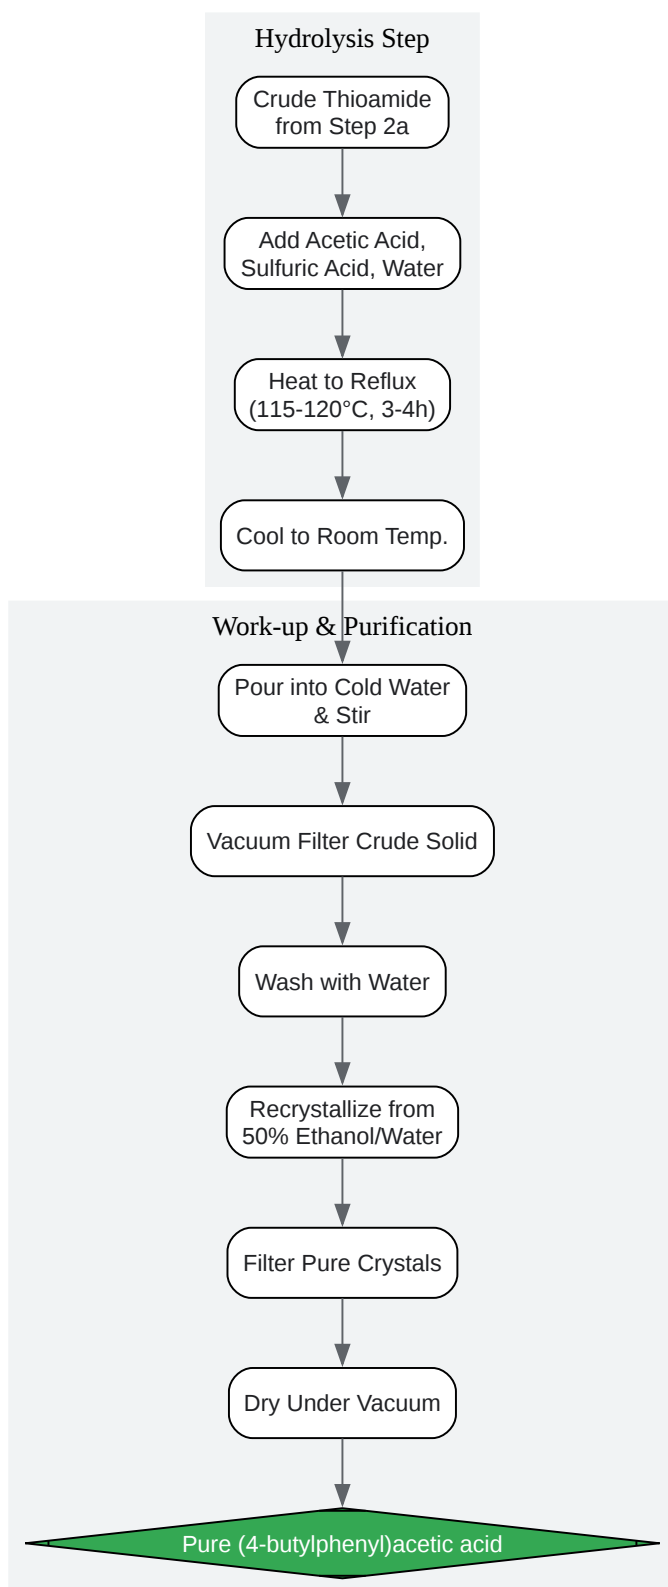 Hydrolysis Step
Crude Thioamide
from Step 2a
Add Acetic Acid,
Sulfuric Acid, Water
Heat to Reflux
(115-120°C, 3-4h)
Cool to Room Temp.
Work-up & Purification
Pour into Cold Water
& Stir
Vacuum Filter Crude Solid
Wash with Water
Recrystallize from
50% Ethanol/Water
Filter Pure Crystals
Dry Under Vacuum
Pure (4-butylphenyl)acetic acid